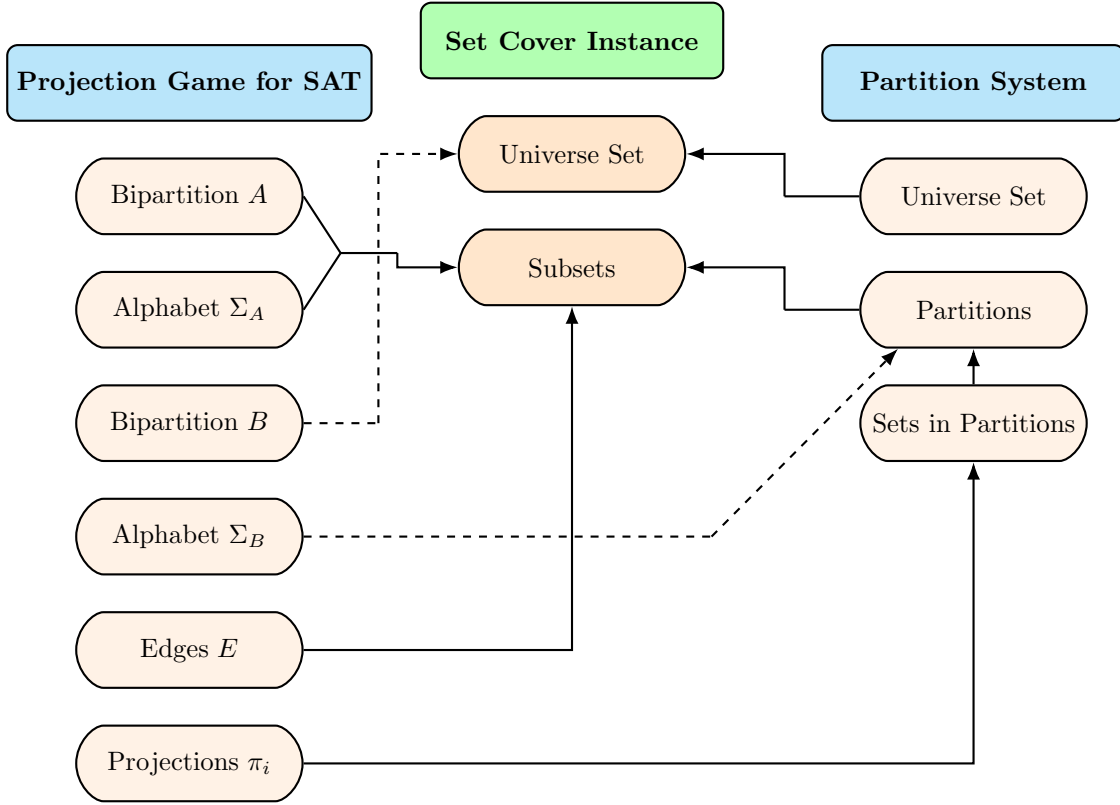 Set Cover Instance
Projection Game for SAT
Partition System
Universe Set
Bipartition A
Universe Set
Subsets
Alphabet Σ_A
Partitions
Bipartition B
Sets in Partitions
Alphabet Σ_B
Edges E
Projections π_i